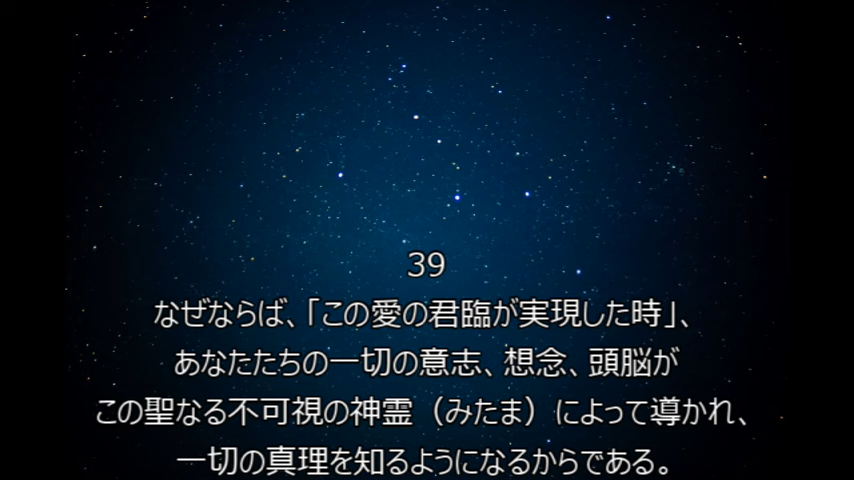 39
なぜならば、「この愛の君臨が実現した時」、
あなたたちの一切の意志、想念、頭脳が
この聖なる不可視の神霊（みたま）によって導かれ、
一切の真理を知るようになるからである。